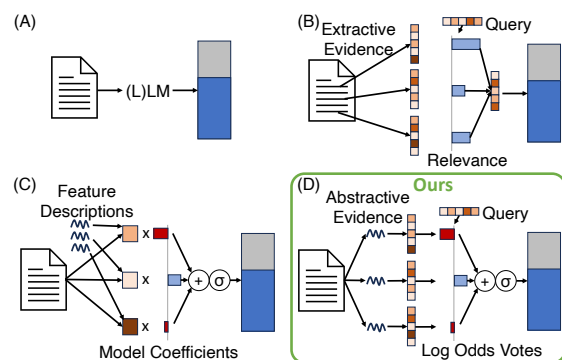 (A)
(L)LM
(B)
Extractive
Evidence
Query
Relevance
(C)
Feature
Descriptions
x
x
x
+
σ
Model Coefficients
Ours
(D)
Abstractive
Evidence
Query
+
σ
Log Odds Votes